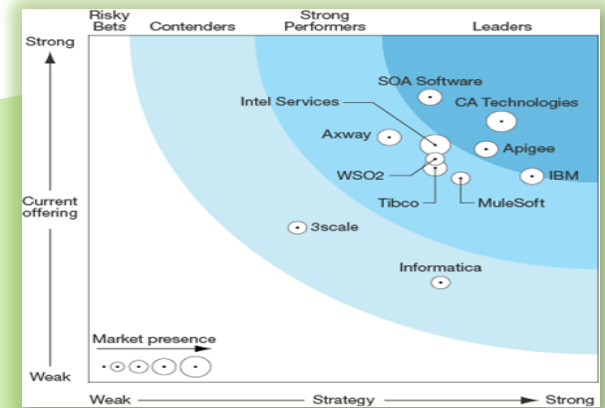 Risky
Bets
Contenders
Strong
Performers
Leaders
Strong
SOA Software
Intel Services
CA Technologies
Axway
Apigee
WSO2
IBM
Current
offering
Tibco
MuleSoft
3scale
Informatica
Market presence
Weak
Weak
Strategy
Strong